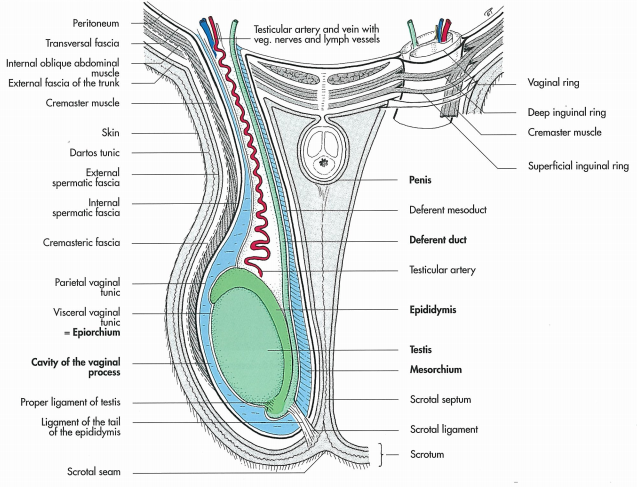 Peritoneum
Transversal fascia
Internal oblique abdominal
muscle
External fascia of the trunk
Cremaster muscle
Skin
Dartos tunic
External
spermatic fascia
Internal
spermatic fascia
Cremasteric fascia
Parietal vaginal
tunic
Visceral vaginal
tunic
= Epiorchium
Cavity of the vaginal
process
Proper ligament of testis
Ligament of the tail
of the epididymis
Scrotal seam
Testicular artery and vein with
veg. nerves and lymph vessels
Vaginal ring
Deep inguinal ring
Cremaster muscle
Superficial inguinal ring
Penis
Deferent mesoduct
Deferent duct
Testicular artery
Epididymis
Testis
Mesorchium
Scrotal septum
Scrotal ligament
Scrotum